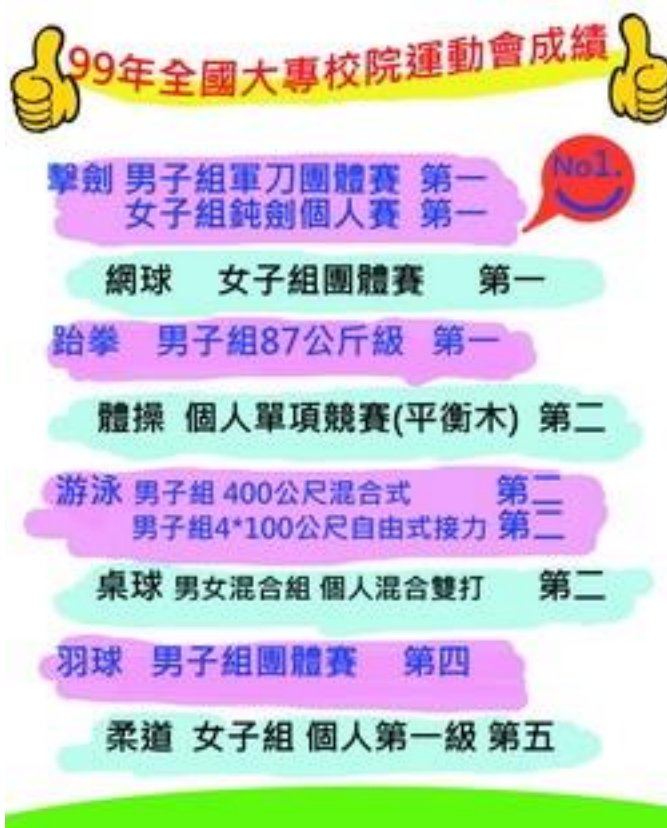 99年全國大專校院運動會成績
No1.
擊劍 男子組軍刀團體賽 第一
女子組鈍劍個人賽 第一
網球 女子組團體賽 第一
跆拳 男子組87公斤級 第一
體操 個人單項競賽(平衡木) 第二
游泳 男子組 400公尺混合式 第二
男子組4*100公尺自由式接力 第三
桌球 男女混合組 個人混合雙打 第二
羽球 男子組團體賽 第四
柔道 女子組 個人第一級 第五